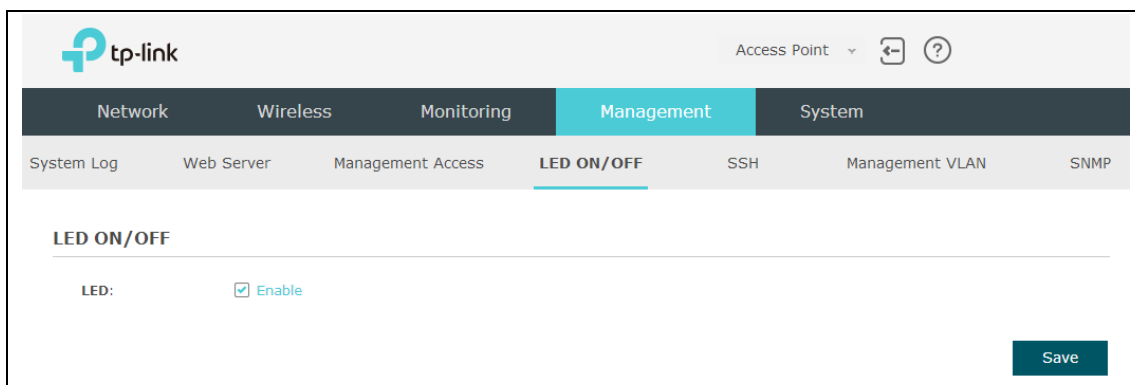 tp-link
Access Point
Network Wireless Monitoring Management System
System Log Web Server Management Access LED ON/OFF SSH Management VLAN SNMP
LED ON/OFF
LED: Enable
Save